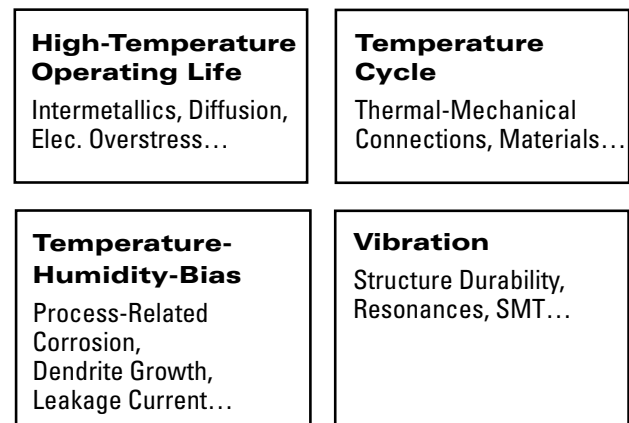 High-Temperature
Operating Life
Intermetallics, Diffusion,
Elec. Overstress…
Temperature
Cycle
Thermal-Mechanical
Connections, Materials…
Temperature-
Humidity-Bias
Process-Related
Corrosion,
Dendrite Growth,
Leakage Current…
Vibration
Structure Durability,
Resonances, SMT…